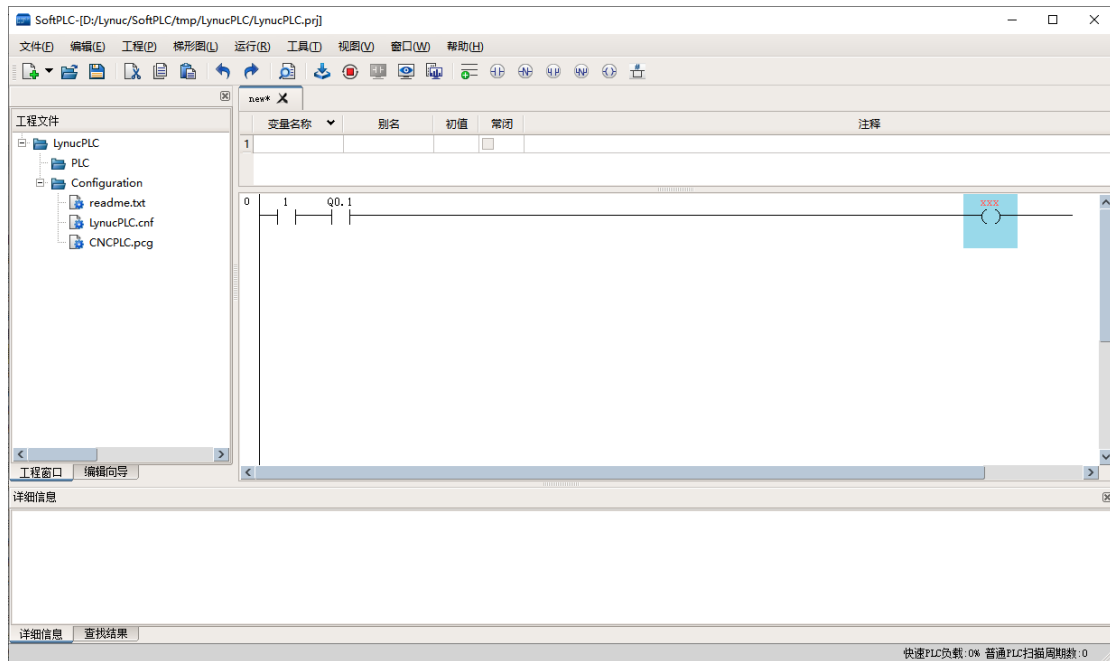 SoftPLC-[D:/Lynuc/SoftPLC/tmp/LynucPLC/LynucPLC.prj]
文件(F) 编辑(E) 工程(P) 梯形图(L) 运行(R) 工具(T) 视图(V) 窗口(W) 帮助(H)
new*
工程文件
变量名称 别名 初值 常闭 注释
1
LynucPLC
PLC
Configuration
readme.txt
LynucPLC.cnf
CNCPLC.pcg
0 1 Q0.1 xxx
工程窗口 编辑向导
详细信息
详细信息 查找结果
快速PLC负载:0% 普通PLC扫描周期数:0